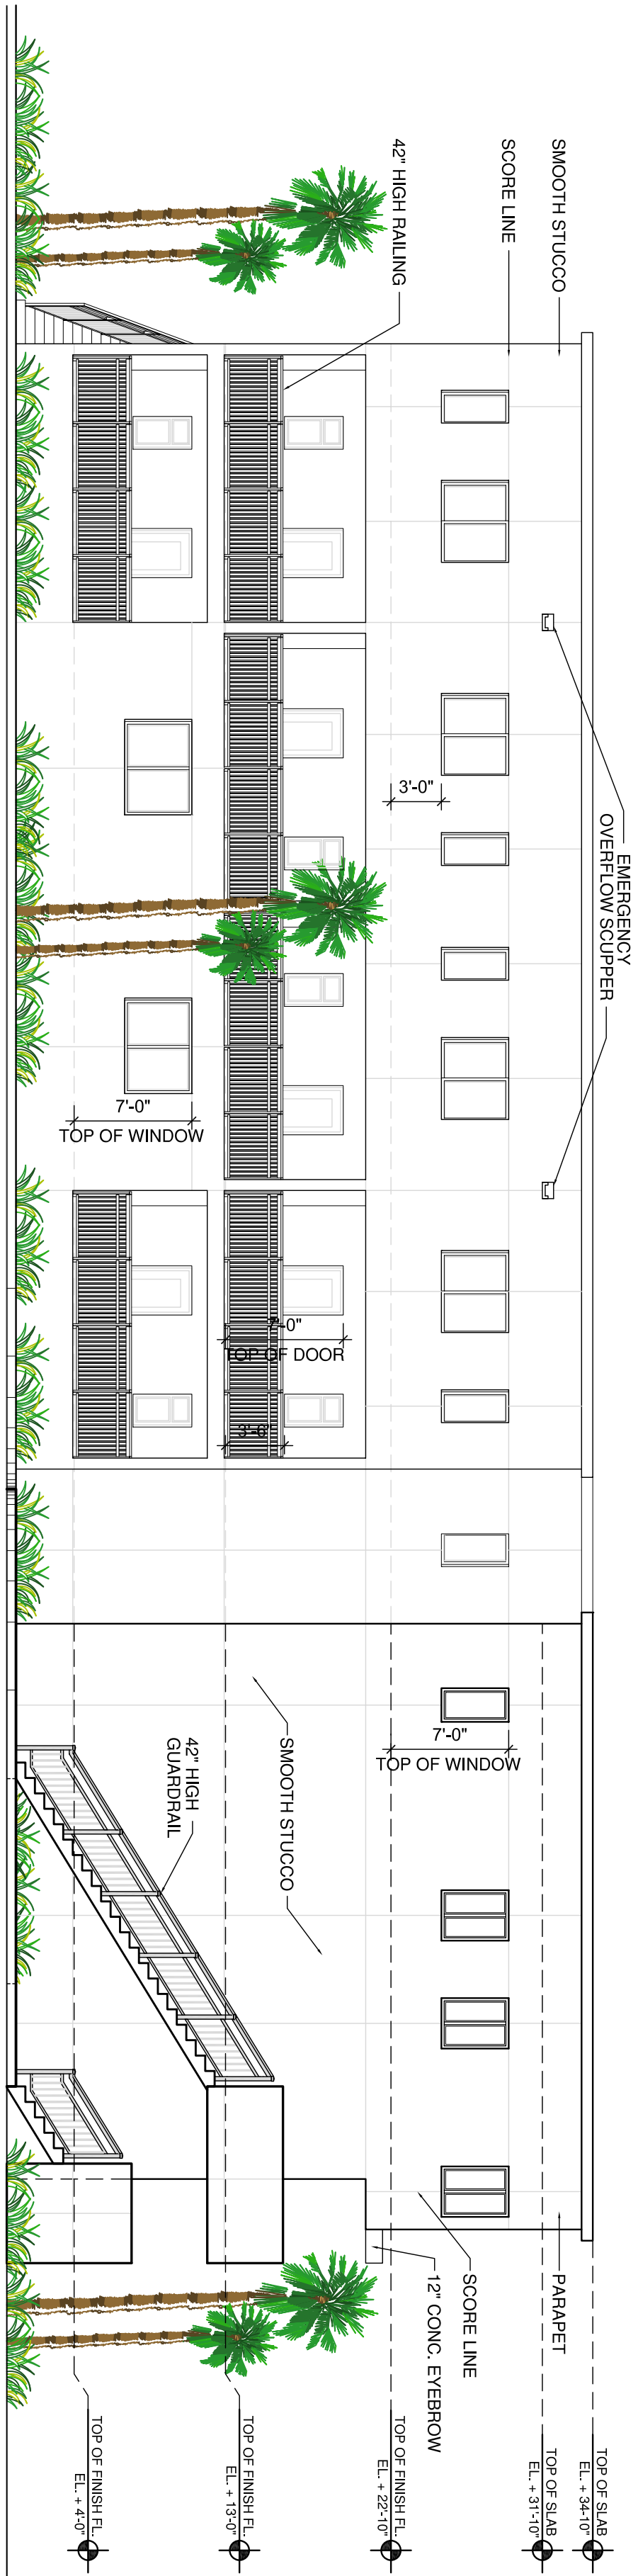 SMOOTH STUCCO
SCORE LINE
42" HIGH RAILING
EMERGENCY
OVERFLOW SCUPPER
3'-0"
7'-0"
TOP OF WINDOW
7'-0"
TOP OF DOOR
3'-6"
7'-0"
TOP OF WINDOW
SMOOTH STUCCO
42" HIGH
GUARDRAIL
PARAPET
SCORE LINE
12" CONC. EYEBROW
TOP OF SLAB
EL. + 34-10"
TOP OF SLAB
EL. + 31'-10"
TOP OF FINISH FL.
EL. + 22'-10"
TOP OF FINISH FL.
EL. + 13'-0"
TOP OF FINISH FL.
EL. + 4'-0"